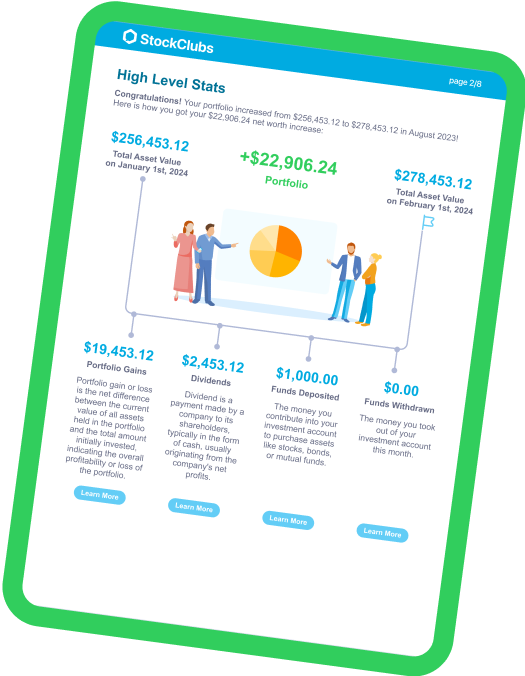 StockClubs
page 2/8
High Level Stats
Congratulations! Your portfolio increased from $256,453.12 to $278,453.12 in August 2023!
Here is how you got your $22,906.24 net worth increase:
$256,453.12
Total Asset Value
on January 1st, 2024
+$22,906.24
Portfolio
$278,453.12
Total Asset Value
on February 1st, 2024
$19,453.12
Portfolio Gains
Portfolio gain or loss
is the net difference
between the current
value of all assets
held in the portfolio
and the total amount
initially invested,
indicating the overall
profitability or loss of
the portfolio.
Learn More
$2,453.12
Dividends
Dividend is a
payment made by a
company to its
shareholders,
typically in the form
of cash, usually
originating from the
company's net
profits.
Learn More
$1,000.00
Funds Deposited
The money you
contribute into your
investment account
to purchase assets
like stocks, bonds,
or mutual funds.
Learn More
$0.00
Funds Withdrawn
The money you took
out of your
investment account
this month.
Learn More